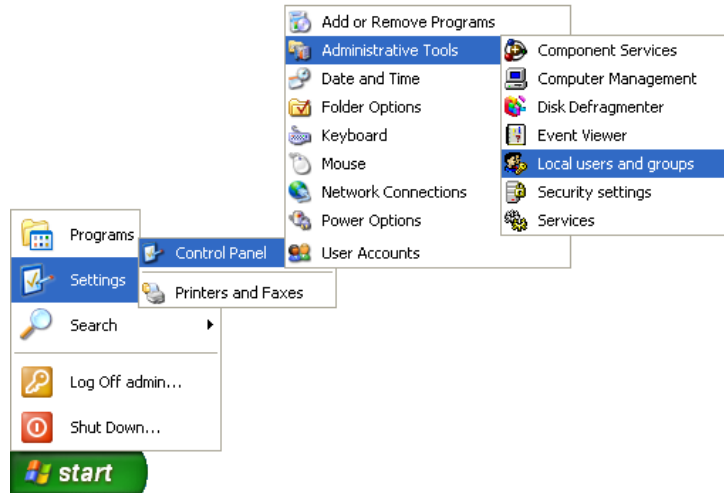 Add or Remove Programs
Administrative Tools
Date and Time
Folder Options
Keyboard
Mouse
Network Connections
Power Options
User Accounts
Component Services
Computer Management
Disk Defragmenter
Event Viewer
Local users and groups
Security settings
Services
Control Panel
Printers and Faxes
Programs
Settings
Search
Log Off admin...
Shut Down...
start